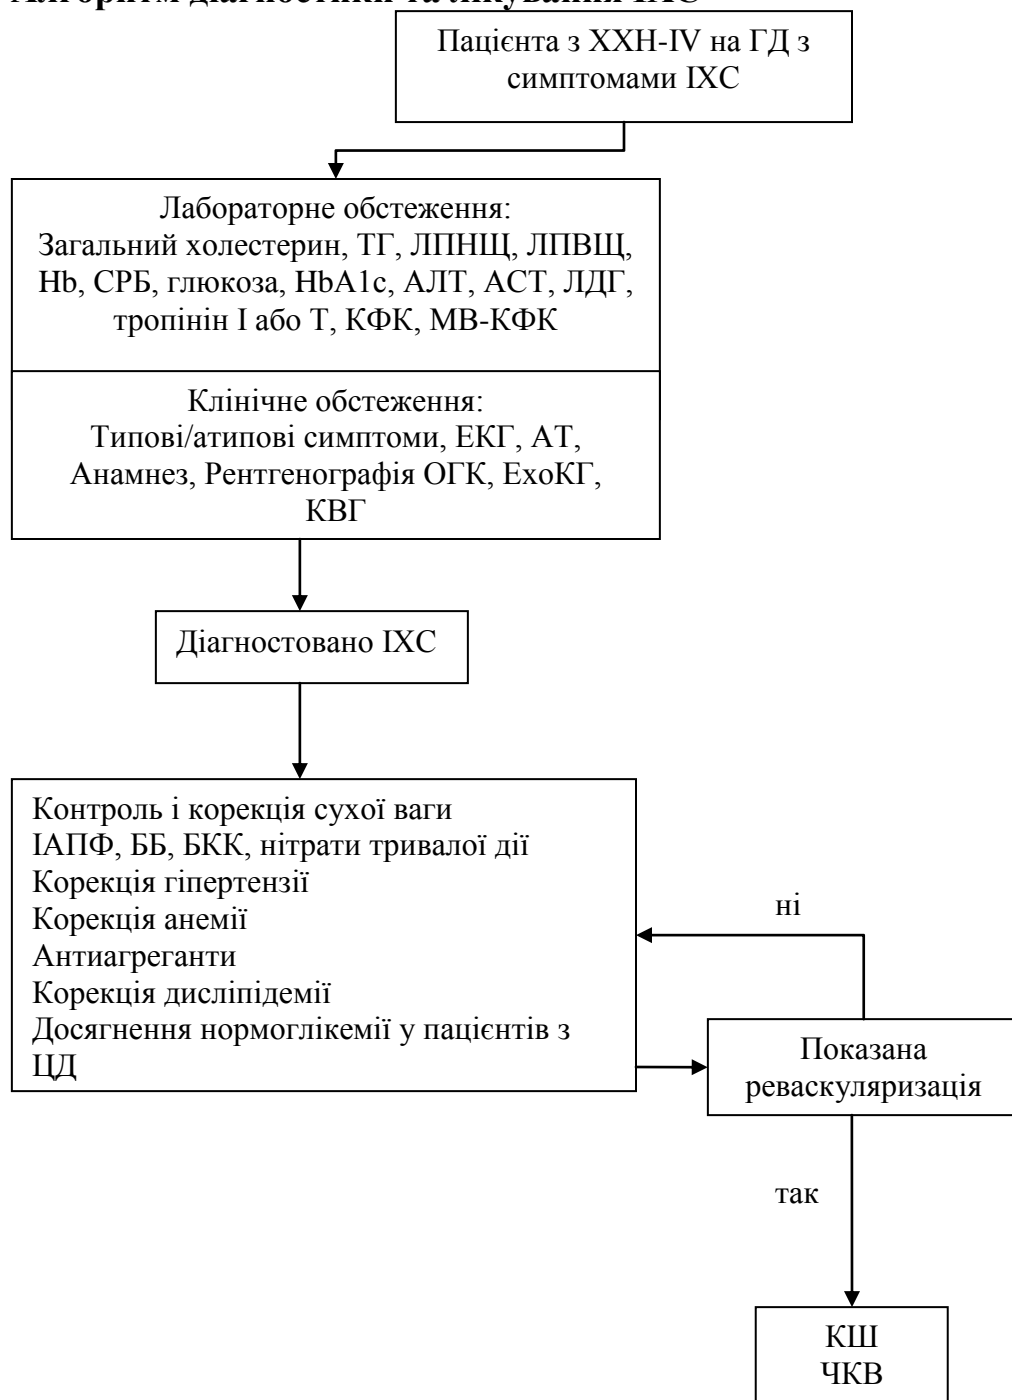 Алгоритм діагностики та лікування ІХС
Пацієнта з ХХН-IV на ГД з
симптомами ІХС
Лабораторне обстеження:
Загальний холестерин, ТГ, ЛПНЩ, ЛПВЩ,
Hb, СРБ, глюкоза, HbA1c, АЛТ, АСТ, ЛДГ,
тропінін І або Т, КФК, МВ-КФК
Клінічне обстеження:
Типові/атипові симптоми, ЕКГ, АТ,
Анамнез, Рентгенографія ОГК, ЕхоКГ,
КВГ
Діагностовано ІХС
Контроль і корекція сухої ваги
ІАПФ, ББ, БКК, нітрати тривалої дії
Корекція гіпертензії
Корекція анемії
Антиагреганти
Корекція дисліпідемії
Досягнення нормоглікемії у пацієнтів з
ЦД
ні
Показана
реваскуляризація
так
КШ
ЧКВ